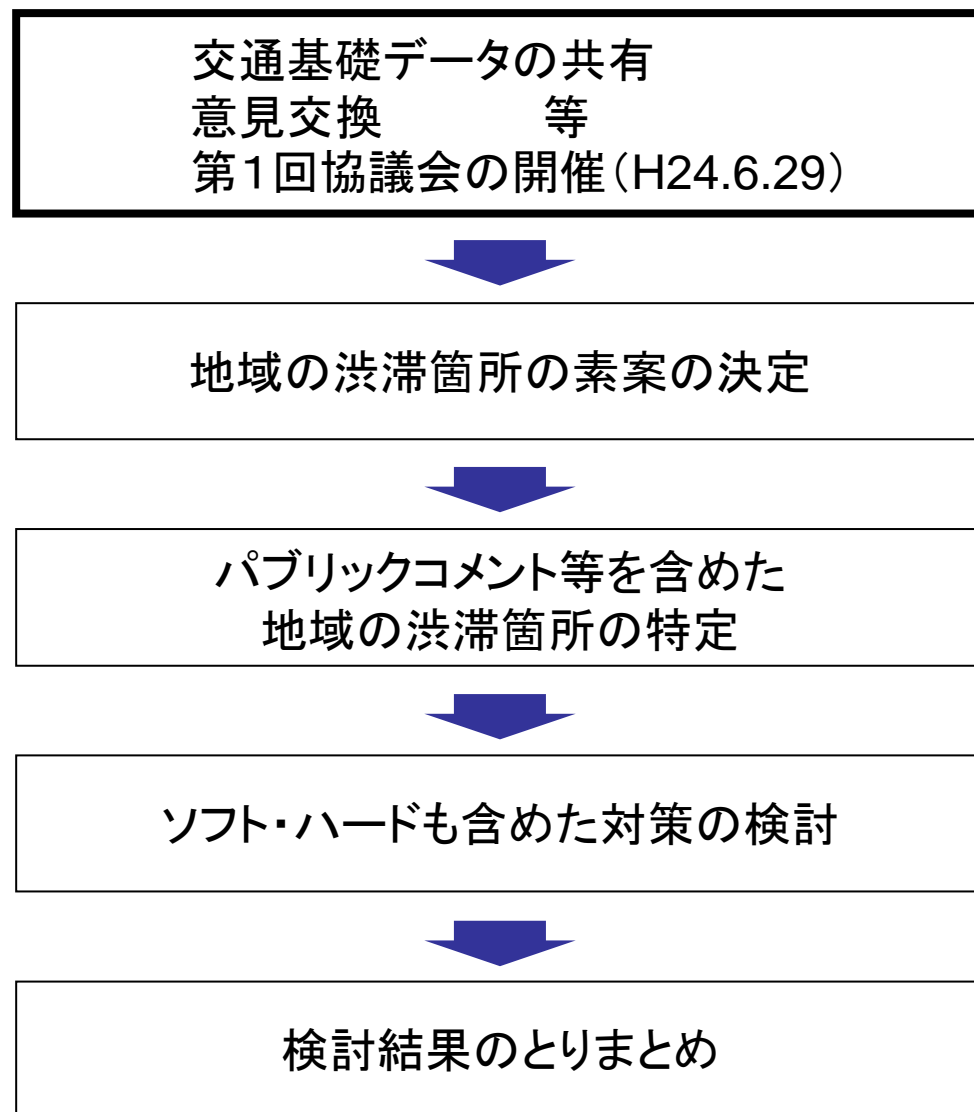 交通基礎データの共有
意見交換　　　等
第１回協議会の開催（H24.6.29）
地域の渋滞箇所の素案の決定
パブリックコメント等を含めた
地域の渋滞箇所の特定
ソフト・ハードも含めた対策の検討
検討結果のとりまとめ